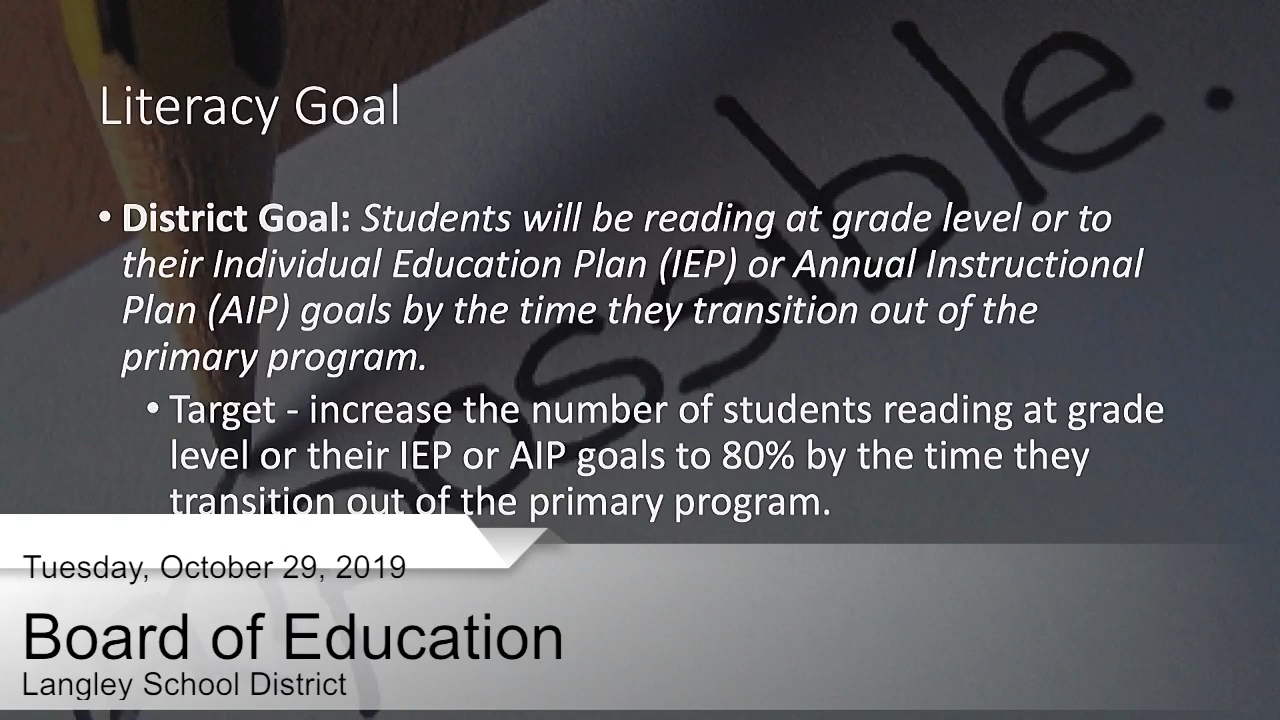 Literacy Goal
• District Goal: Students will be reading at grade level or to
their Individual Education Plan (IEP) or Annual Instructional
Plan (AIP) goals by the time they transition out of the
primary program.
• Target - increase the number of students reading at grade
level or their IEP or AIP goals to 80% by the time they
transition out of the primary program.
possible.
Tuesday, October 29, 2019
Board of Education
Langley School District